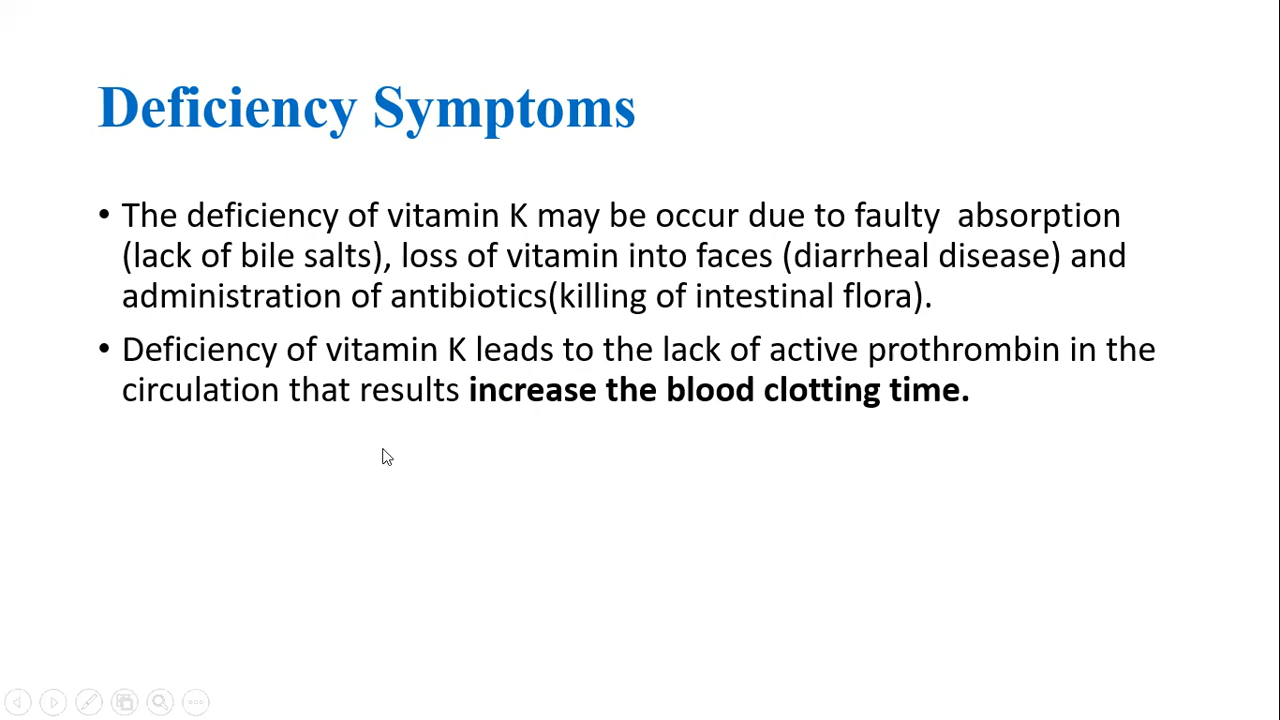 Deficiency Symptoms
• The deficiency of vitamin K may be occur due to faulty  absorption
(lack of bile salts), loss of vitamin into faces (diarrheal disease) and
administration of antibiotics(killing of intestinal flora).
• Deficiency of vitamin K leads to the lack of active prothrombin in the
circulation that results increase the blood clotting time.